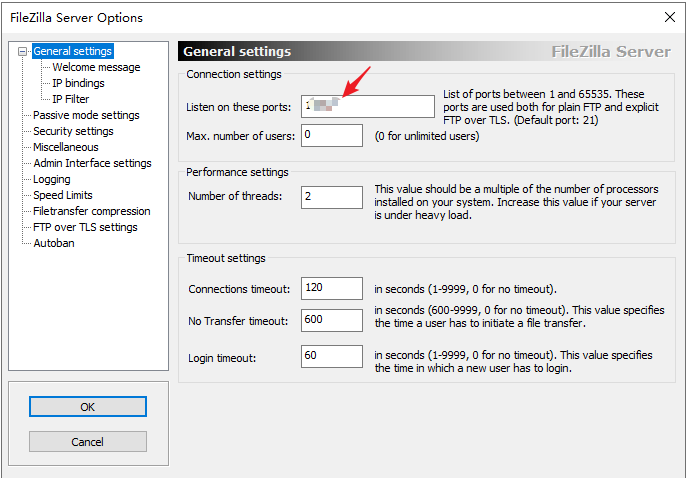 FileZilla Server Options
General settings
Welcome message
IP bindings
IP Filter
Passive mode settings
Security settings
Miscellaneous
Admin Interface settings
Logging
Speed Limits
Filetransfer compression
FTP over TLS settings
Autoban
OK
Cancel
General settings
FileZilla Server
Connection settings
Listen on these ports:
1
List of ports between 1 and 65535. These
ports are used both for plain FTP and explicit
FTP over TLS. (Default port: 21)
Max. number of users:
0
(0 for unlimited users)
Performance settings
Number of threads:
2
This value should be a multiple of the number of processors
installed on your system. Increase this value if your server
is under heavy load.
Timeout settings
Connections timeout:
120
in seconds (1-9999, 0 for no timeout).
No Transfer timeout:
600
in seconds (600-9999, 0 for no timeout). This value specifies
the time a user has to initiate a file transfer.
Login timeout:
60
in seconds (1-9999, 0 for no timeout). This value specifies
the time in which a new user has to login.